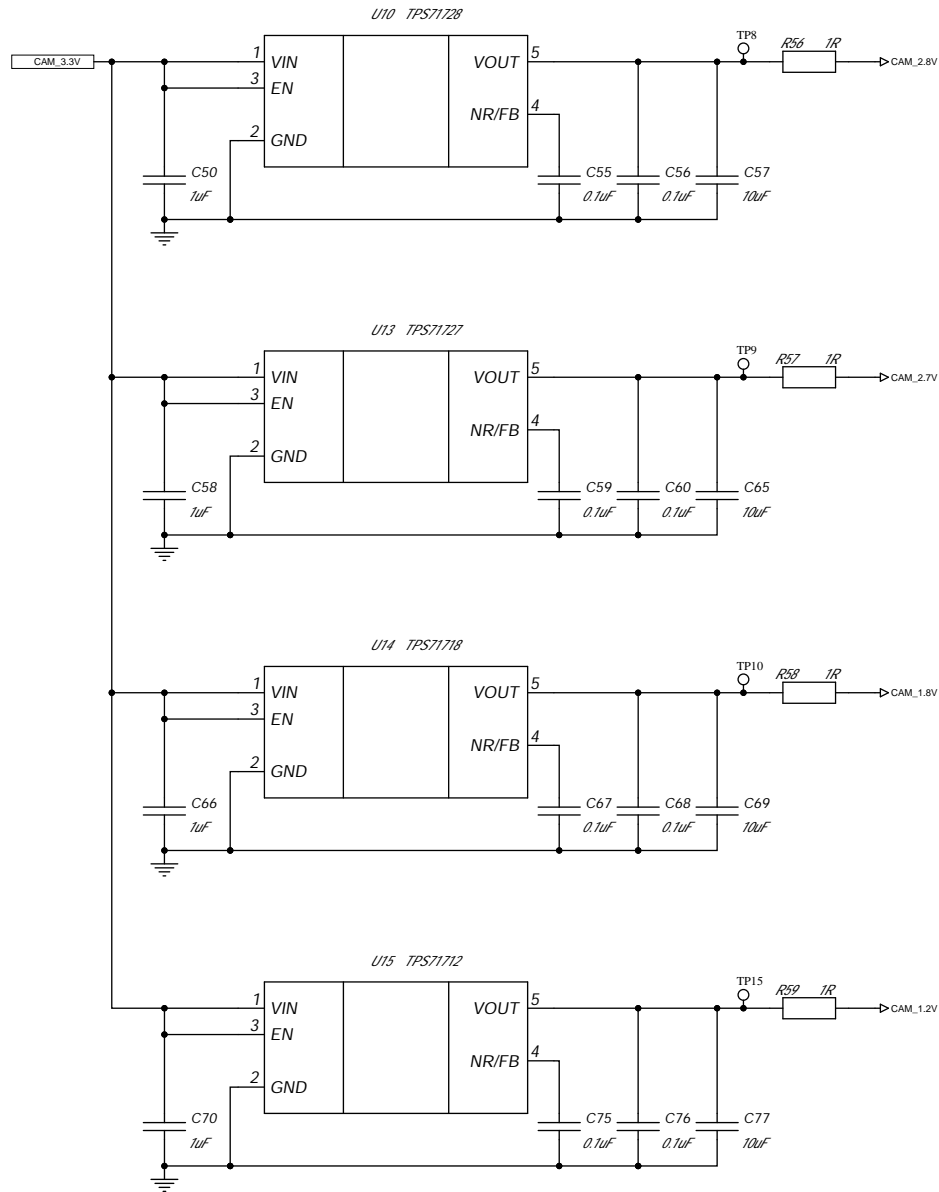 U10 TPS71728
CAM_3.3V
1 VIN
3 EN
2 GND
VOUT 5
NR/FB 4
TP8
R56 1R
CAM_2.8V
C50
1uF
C55
0.1uF
C56
0.1uF
C57
10uF
U13 TPS71727
1 VIN
3 EN
2 GND
VOUT 5
NR/FB 4
TP9
R57 1R
CAM_2.7V
C58
1uF
C59
0.1uF
C60
0.1uF
C65
10uF
U14 TPS71718
1 VIN
3 EN
2 GND
VOUT 5
NR/FB 4
TP10
R58 1R
CAM_1.8V
C66
1uF
C67
0.1uF
C68
0.1uF
C69
10uF
U15 TPS71712
1 VIN
3 EN
2 GND
VOUT 5
NR/FB 4
TP15
R59 1R
CAM_1.2V
C70
1uF
C75
0.1uF
C76
0.1uF
C77
10uF